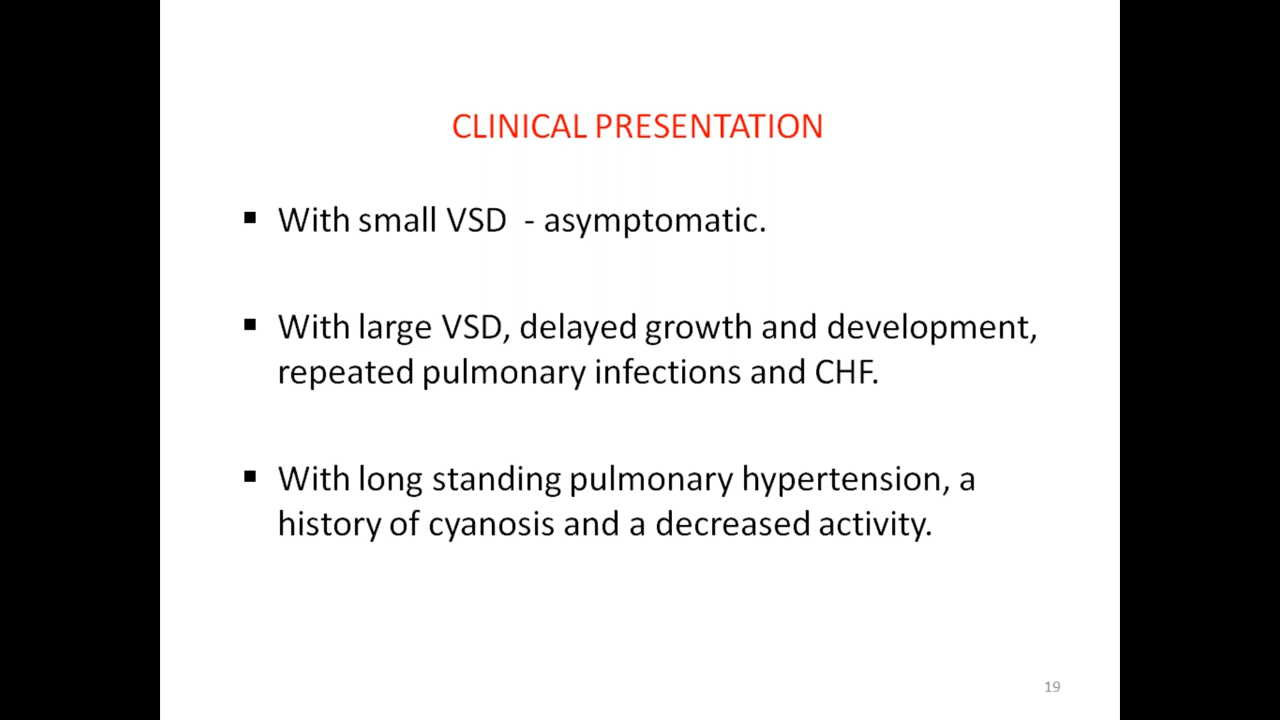 CLINICAL PRESENTATION
▪ With small VSD - asymptomatic.
▪ With large VSD, delayed growth and development,
repeated pulmonary infections and CHF.
▪ With long standing pulmonary hypertension, a
history of cyanosis and a decreased activity.
19